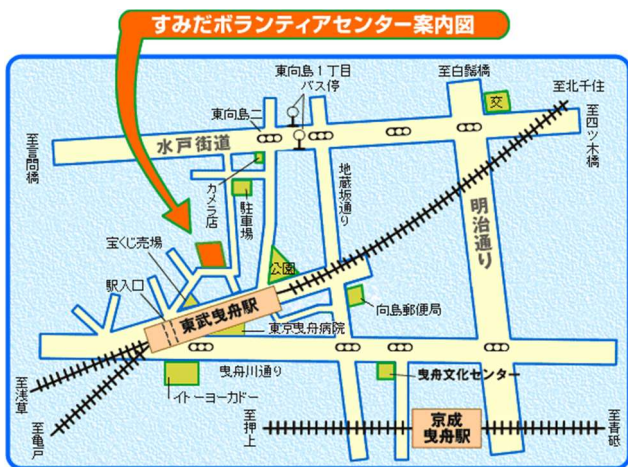 すみだボランティアセンター案内図
東向島1丁目
バス停
至白鬚橋
至北千住
交
東向島二
至四ツ木橋
水戸街道
至言問橋
カメラ店
駐車場
地蔵坂通り
明治通り
宝くじ売場
公園
駅入口
東武曳舟駅
向島郵便局
東京曳舟病院
曳舟川通り
曳舟文化センター
至浅草
イトーヨーカドー
至亀戸
至押上
京成
曳舟駅
至青砥